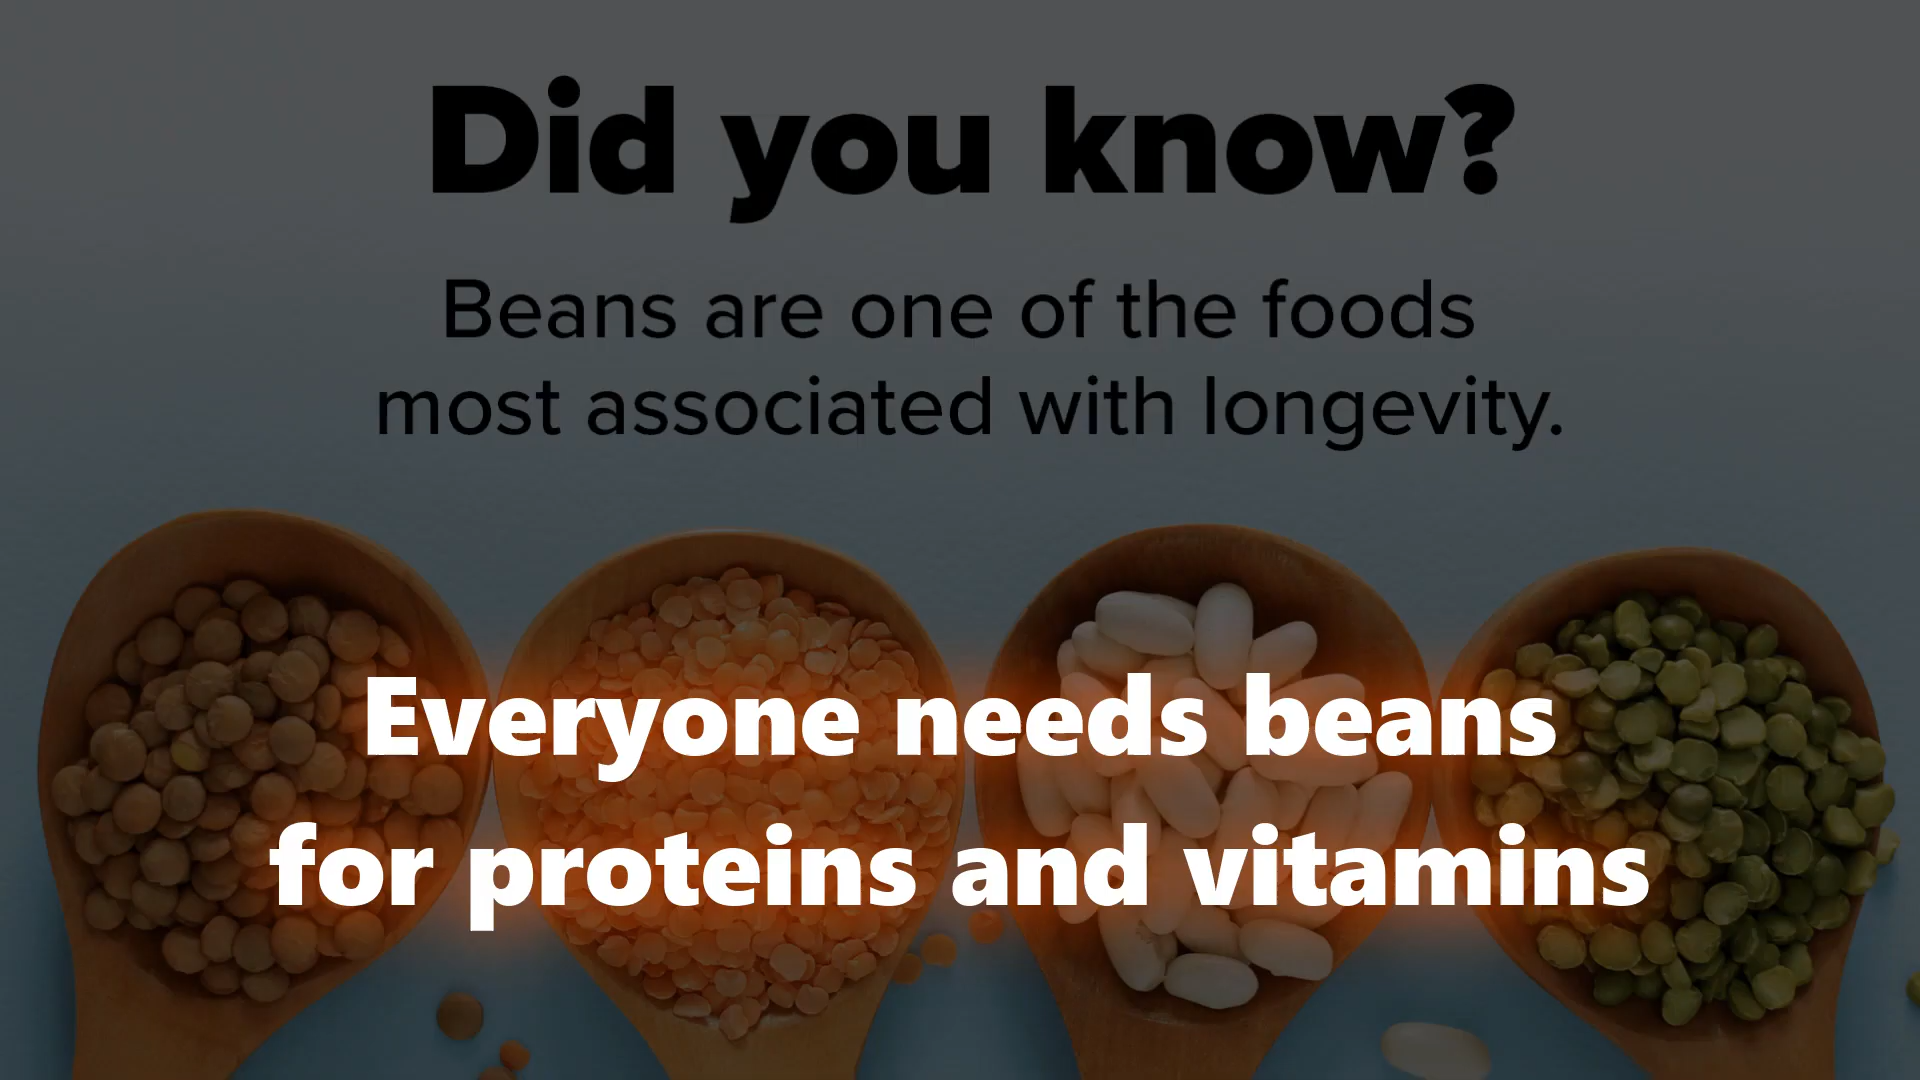 Did you know?
Beans are one of the foods
most associated with longevity.
Everyone needs beans
for proteins and vitamins